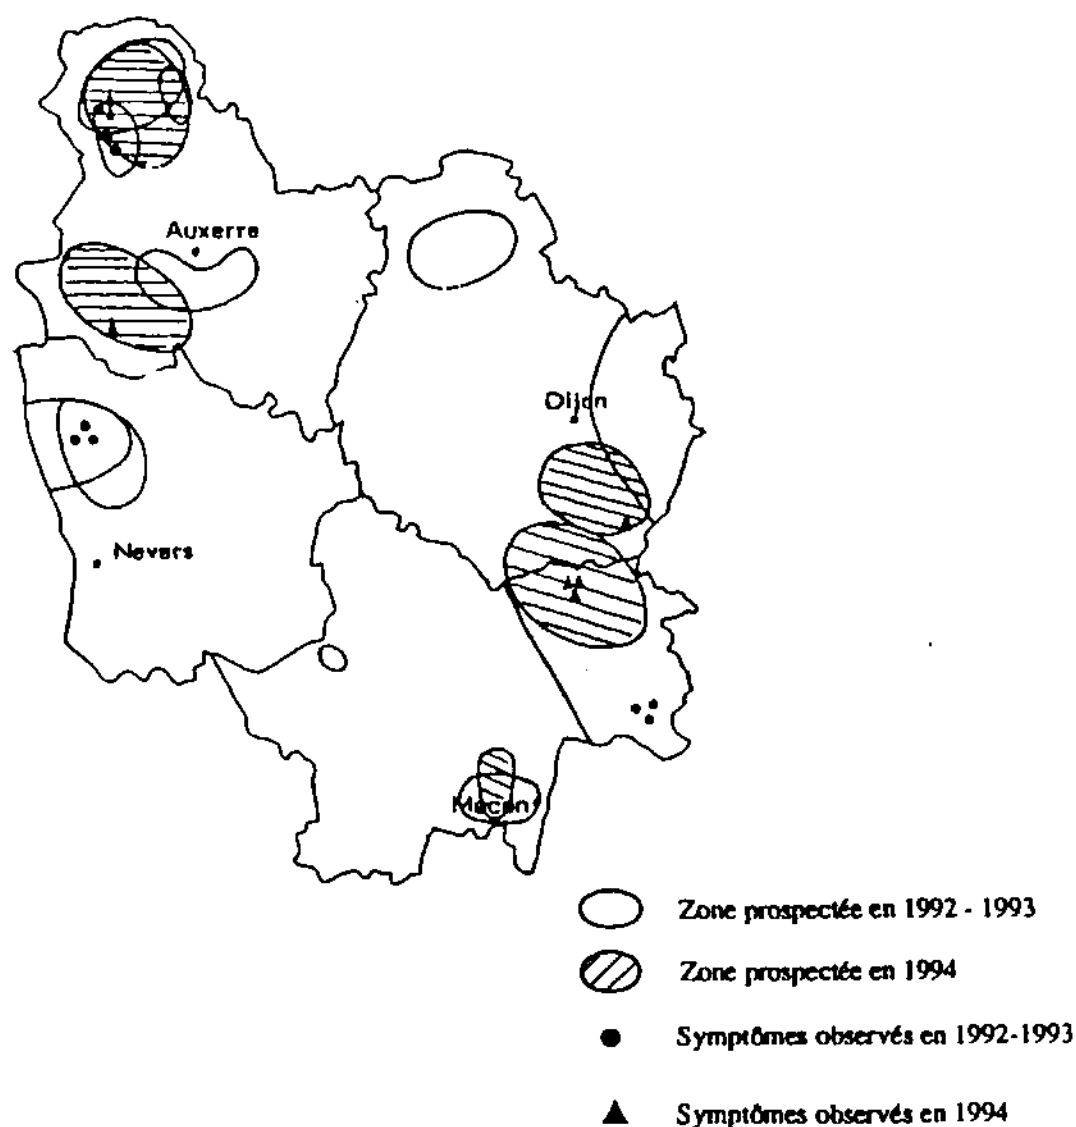 Auxerre
Dijon
Nevers
Macon
Zone prospectée en 1992 - 1993
Zone prospectée en 1994
Symptômes observés en 1992-1993
Symptômes observés en 1994